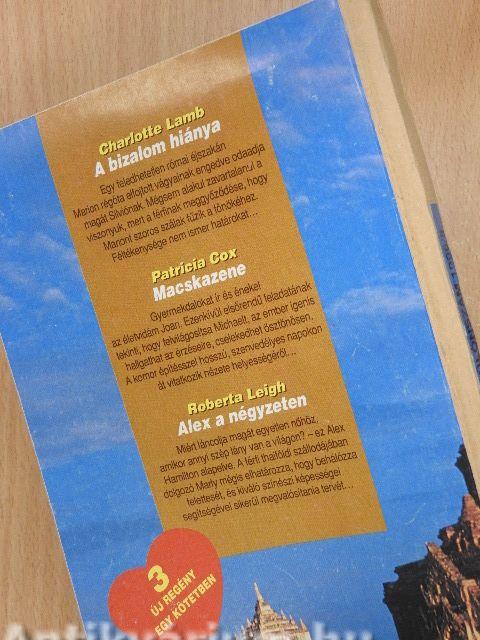 Charlotte Lamb
A bizalom hiánya
Egy feledhetetlen római éjszakán
Marion régóta elfojtott vágyainak engedve odaadja
magát Silviónak. Mégsem alakul zavartalanul a
viszonyuk, mert a férfinak meggyőződése, hogy
Mariont szoros szálak fűzik a főnökéhez.
Féltékenysége nem ismer határokat...
Patricia Cox
Macskazene
Gyermekdalokat ír és énekel
az életvidám Joan. Ezenkívül elsőrendű feladatának
tekinti, hogy felvilágosítsa Michaelt, az ember igenis
hallgathat az érzéseire, cselekedhet ösztönösen.
A komor építésszel hosszú, szenvedélyes napokon
át vitatkozik nézete helyességéről....
Roberta Leigh
Alex a négyzeten
Miért láncolja magát egyetlen nőhöz,
amikor annyi szép lány van a világon? – ez Alex
Hamilton alapelve. A férfi thaiföldi szállodájában
dolgozó Marly mégis elhatározza, hogy behálózza
felettesét, és kiváló színészi képességei
segítségével sikerül megvalósítania tervét...
3
ÚJ REGÉNY
EGY KÖTETBEN